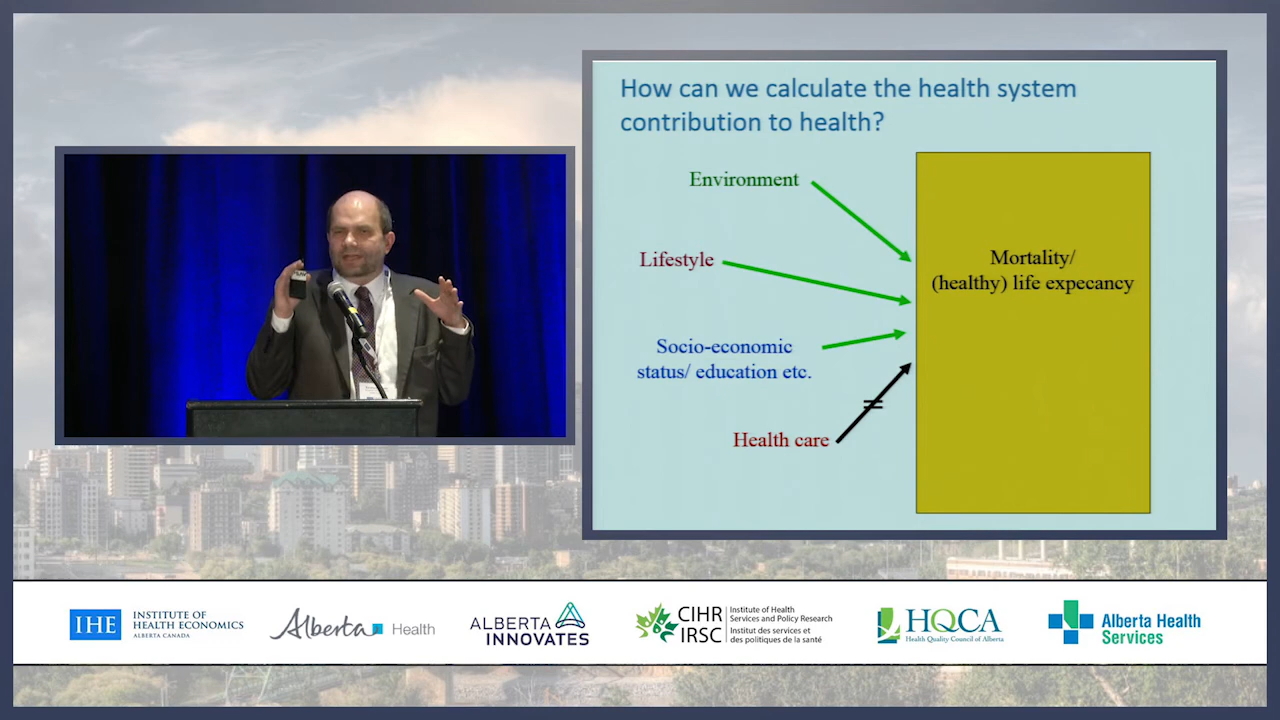 How can we calculate the health system
contribution to health?
Environment
Lifestyle
Socio-economic
status/ education etc.
Health care
≠
Mortality/
(healthy) life expecancy
IHE
INSTITUTE OF
HEALTH ECONOMICS
ALBERTA CANADA
Alberta Health
ALBERTA
INNOVATES
CIHR
IRSC
Institute of Health
Services and Policy Research
Institut des services et
des politiques de la santé
HQCA
Health Quality Council of Alberta
Alberta Health
Services